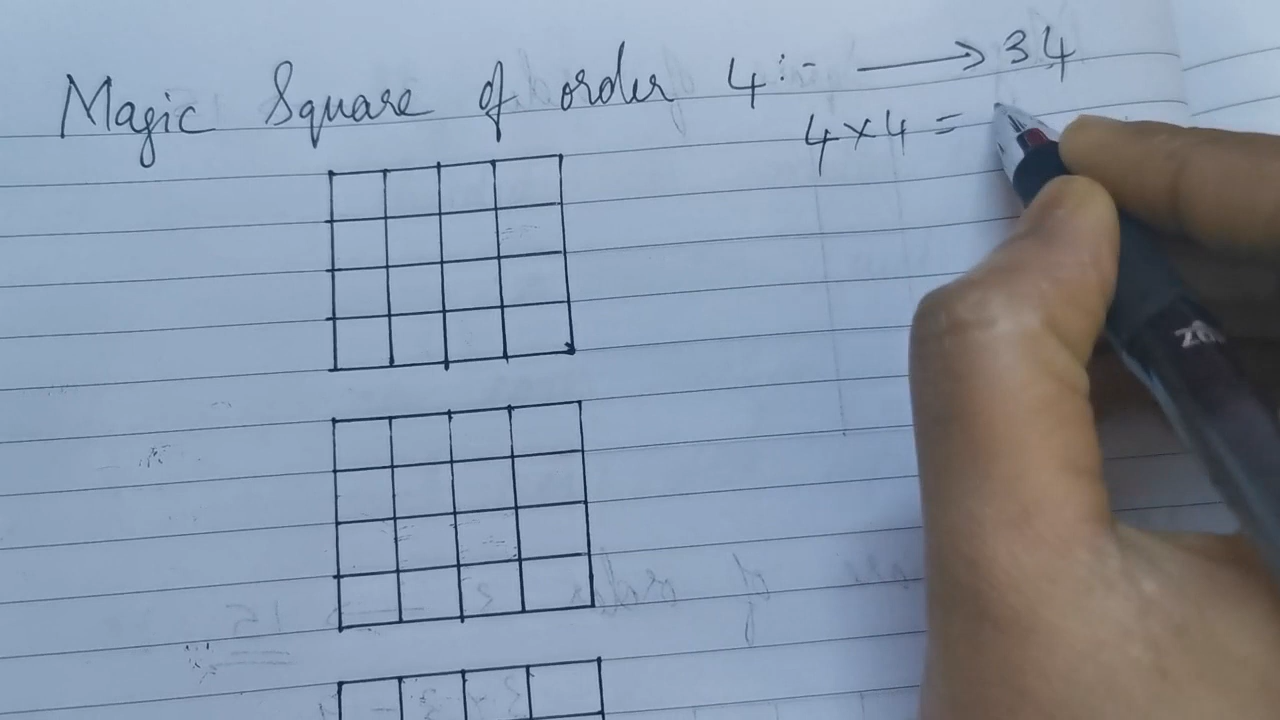 Magic Square of order 4:- → 34
4 × 4 =